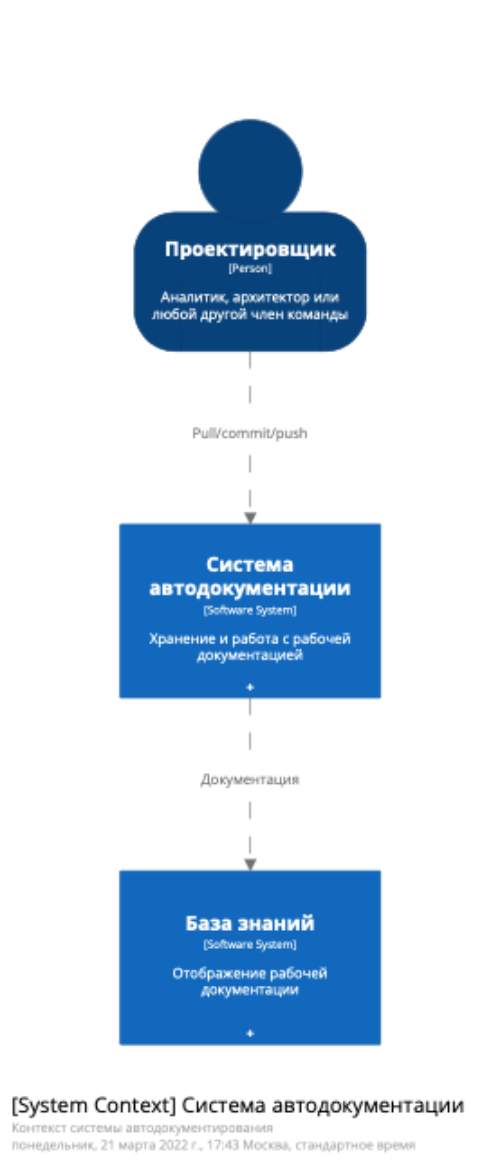 Проектировщик
[Person]
Аналитик, архитектор или
любой другой член команды
Pull/commit/push
Система
автодокументации
[Software System]
Хранение и работа с рабочей
документацией
+
Документация
База знаний
[Software System]
Отображение рабочей
документации
+
[System Context] Система автодокументации
Контекст системы автодокументирования
понедельник, 21 марта 2022 г., 17:43 Москва, стандартное время